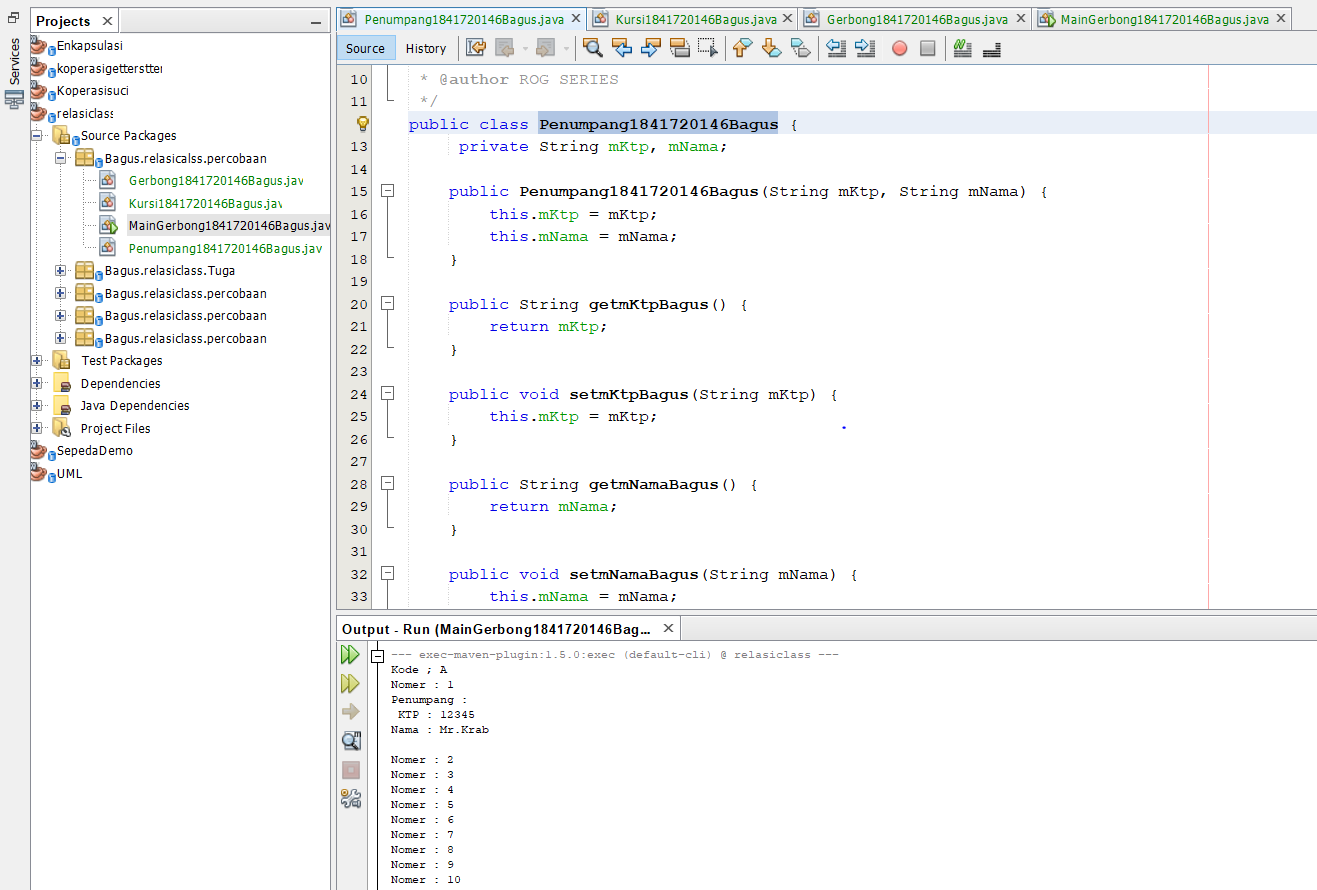 Services
Projects
Enkapsulasi
koperasigetterstter
Koperasisuci
relasiclass
Source Packages
Bagus.relasicalss.percobaan
Gerbong1841720146Bagus.jav
Kursi1841720146Bagus.jav
MainGerbong1841720146Bagus.jav
Penumpang1841720146Bagus.jav
Bagus.relasiclass.Tuga
Bagus.relasiclass.percobaan
Bagus.relasiclass.percobaan
Bagus.relasiclass.percobaan
Test Packages
Dependencies
Java Dependencies
Project Files
SepedaDemo
UML
Penumpang1841720146Bagus.java Kursi1841720146Bagus.java Gerbong1841720146Bagus.java MainGerbong1841720146Bagus.java
Source History
10 * @author ROG SERIES
11 */
public class Penumpang1841720146Bagus {
13 private String mKtp, mNama;
14
15 public Penumpang1841720146Bagus(String mKtp, String mNama) {
16 this.mKtp = mKtp;
17 this.mNama = mNama;
18 }
19
20 public String getmKtpBagus() {
21 return mKtp;
22 }
23
24 public void setmKtpBagus(String mKtp) {
25 this.mKtp = mKtp;
26 }
27
28 public String getmNamaBagus() {
29 return mNama;
30 }
31
32 public void setmNamaBagus(String mNama) {
33 this.mNama = mNama;
Output - Run (MainGerbong1841720146Bag...
--- exec-maven-plugin:1.5.0:exec (default-cli) @ relasiclass ---
Kode ; A
Nomer : 1
Penumpang :
KTP : 12345
Nama : Mr.Krab
Nomer : 2
Nomer : 3
Nomer : 4
Nomer : 5
Nomer : 6
Nomer : 7
Nomer : 8
Nomer : 9
Nomer : 10